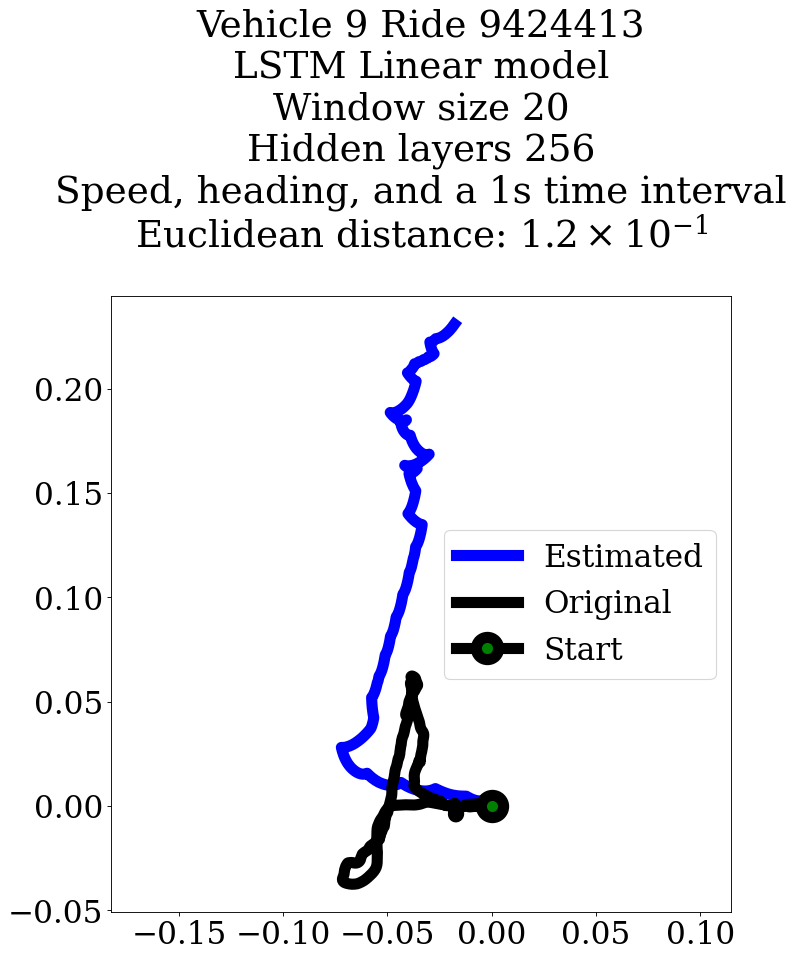 Vehicle 9 Ride 9424413
LSTM Linear model
Window size 20
Hidden layers 256
Speed, heading, and a 1s time interval
Euclidean distance: 1.2 × 10⁻¹
0.20
0.15
0.10
0.05
0.00
−0.05
Estimated
Original
Start
−0.15 −0.10 −0.05 0.00 0.05 0.10